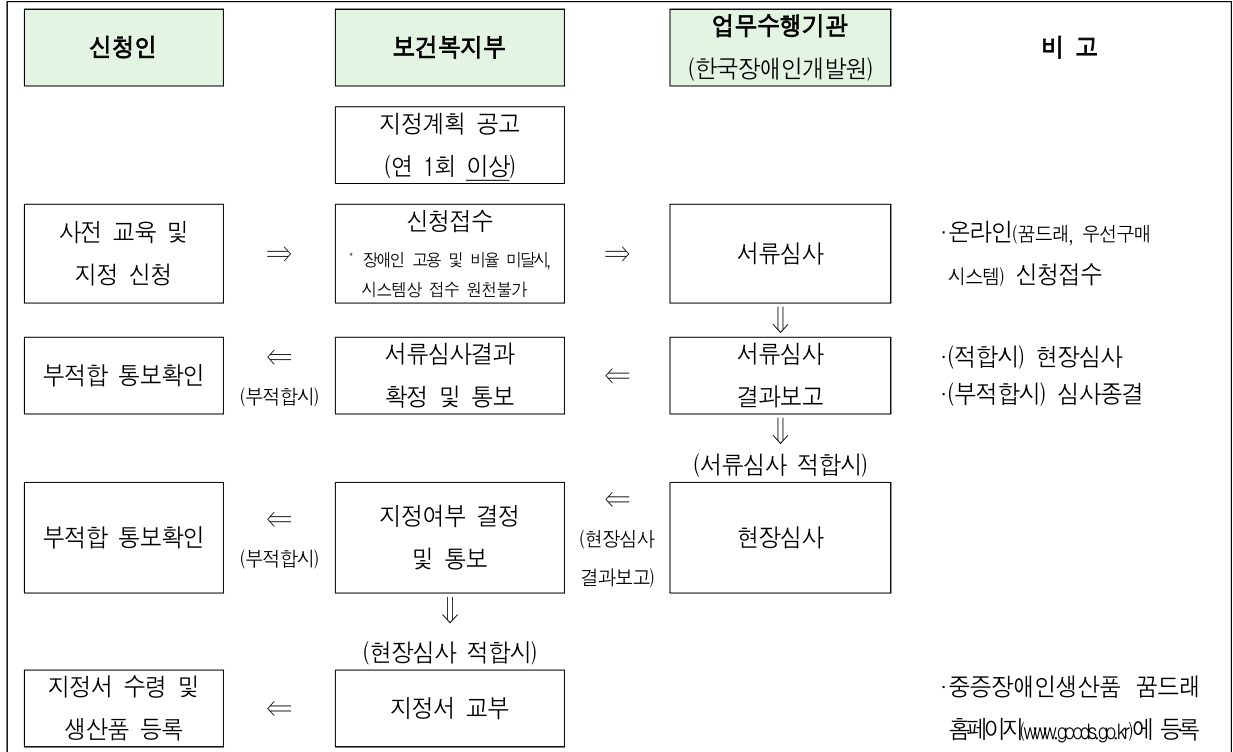 신청인
보건복지부
업무수행기관
(한국장애인개발원)
비 고
지정계획 공고
(연 1회 이상)
사전 교육 및
지정 신청
⇒
신청접수
* 장애인 고용 및 비율 미달시,
시스템상 접수 원천불가
⇒
서류심사
·온라인(꿈드래, 우선구매
시스템) 신청접수
⇓
부적합 통보확인
⇐
(부적합시)
서류심사결과
확정 및 통보
⇐
서류심사
결과보고
·(적합시) 현장심사
·(부적합시) 심사종결
⇓
(서류심사 적합시)
부적합 통보확인
⇐
(부적합시)
지정여부 결정
및 통보
⇐
(현장심사
결과보고)
현장심사
⇓
(현장심사 적합시)
지정서 수령 및
생산품 등록
⇐
지정서 교부
·중증장애인생산품 꿈드래
홈페이지(www.goods.go.kr)에 등록